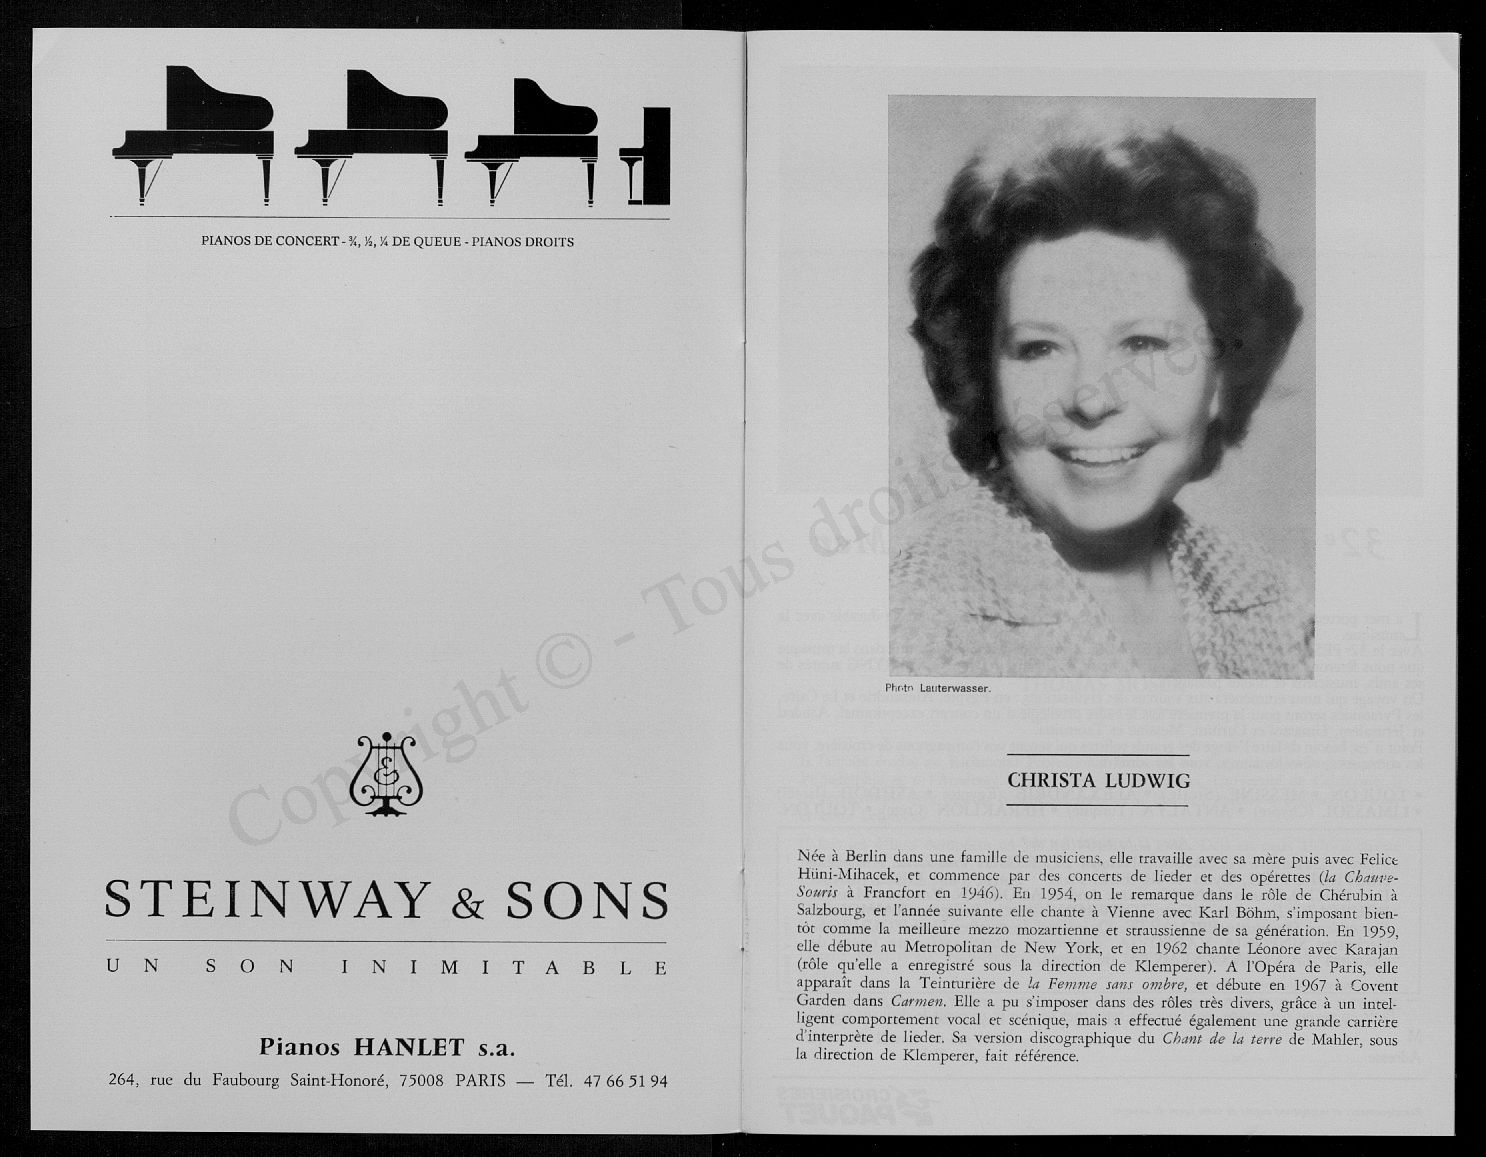 PIANOS DE CONCERT - ¾, ½, ¼ DE QUEUE - PIANOS DROITS
&
STEINWAY & SONS
UN SON INIMITABLE
Pianos HANLET s.a.
264, rue du Faubourg Saint-Honoré, 75008 PARIS — Tél. 47 66 51 94
Copyright © - Tous droits réservés.
Photo Lauterwasser.
CHRISTA LUDWIG
Née à Berlin dans une famille de musiciens, elle travaille avec sa mère puis avec Felice
Hüni-Mihacek, et commence par des concerts de lieder et des opérettes (la Chauve-
Souris à Francfort en 1946). En 1954, on le remarque dans le rôle de Chérubin à
Salzbourg, et l'année suivante elle chante à Vienne avec Karl Böhm, s'imposant bien-
tôt comme la meilleure mezzo mozartienne et straussienne de sa génération. En 1959,
elle débute au Metropolitan de New York, et en 1962 chante Léonore avec Karajan
(rôle qu'elle a enregistré sous la direction de Klemperer). A l'Opéra de Paris, elle
apparaît dans la Teinturière de la Femme sans ombre, et débute en 1967 à Covent
Garden dans Carmen. Elle a pu s'imposer dans des rôles très divers, grâce à un intel-
ligent comportement vocal et scénique, mais a effectué également une grande carrière
d'interprète de lieder. Sa version discographique du Chant de la terre de Mahler, sous
la direction de Klemperer, fait référence.